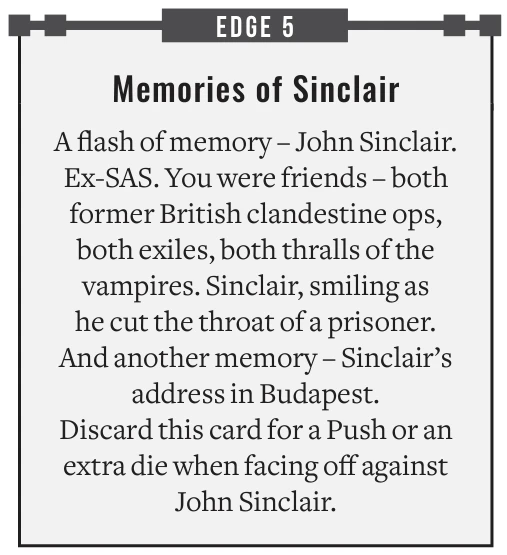 EDGE 5
Memories of Sinclair
A flash of memory – John Sinclair.
Ex-SAS. You were friends – both
former British clandestine ops,
both exiles, both thralls of the
vampires. Sinclair, smiling as
he cut the throat of a prisoner.
And another memory – Sinclair’s
address in Budapest.
Discard this card for a Push or an
extra die when facing off against
John Sinclair.